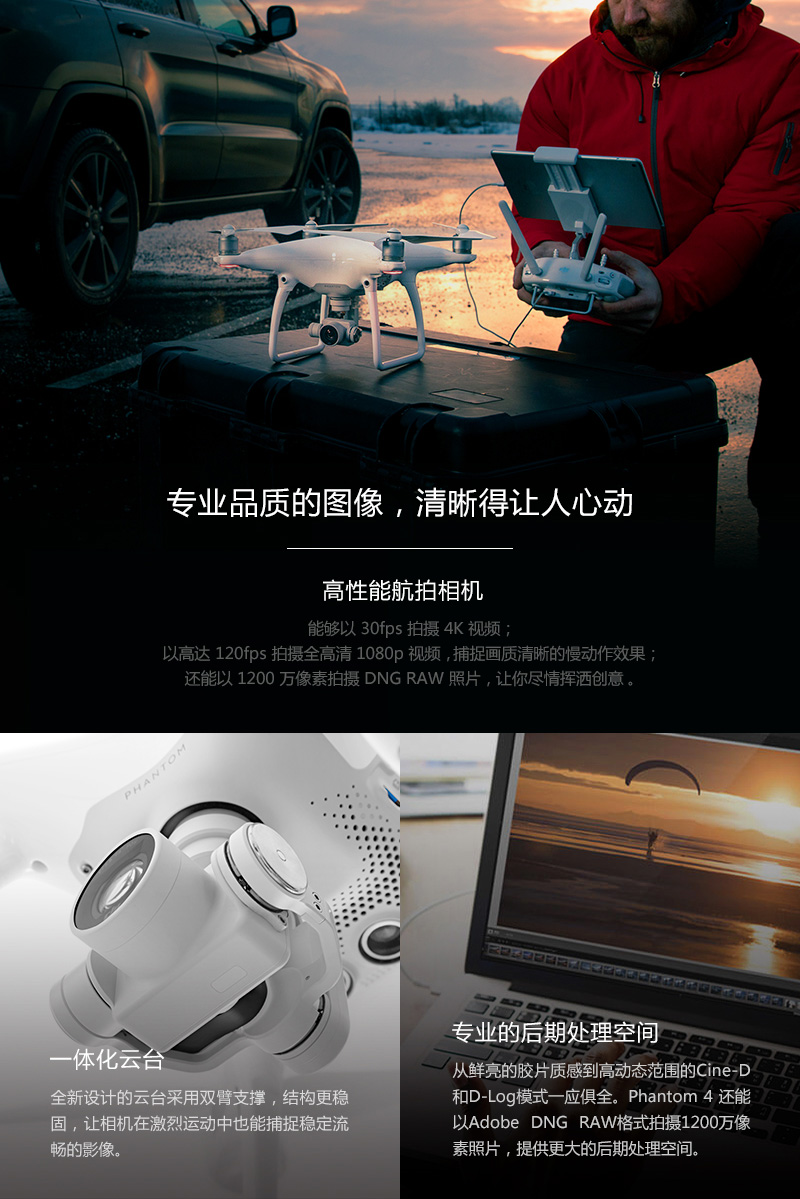 专业品质的图像，清晰得让人心动
高性能航拍相机
能够以 30fps 拍摄 4K 视频；
以高达 120fps 拍摄全高清 1080p 视频，捕捉画质清晰的慢动作效果；
还能以 1200 万像素拍摄 DNG RAW 照片，让你尽情挥洒创意。
PHANTOM
一体化云台
全新设计的云台采用双臂支撑，结构更稳
固，让相机在激烈运动中也能捕捉稳定流
畅的影像。
专业的后期处理空间
从鲜亮的胶片质感到高动态范围的Cine-D
和D-Log模式一应俱全。Phantom 4 还能
以Adobe DNG RAW格式拍摄1200万像
素照片，提供更大的后期处理空间。